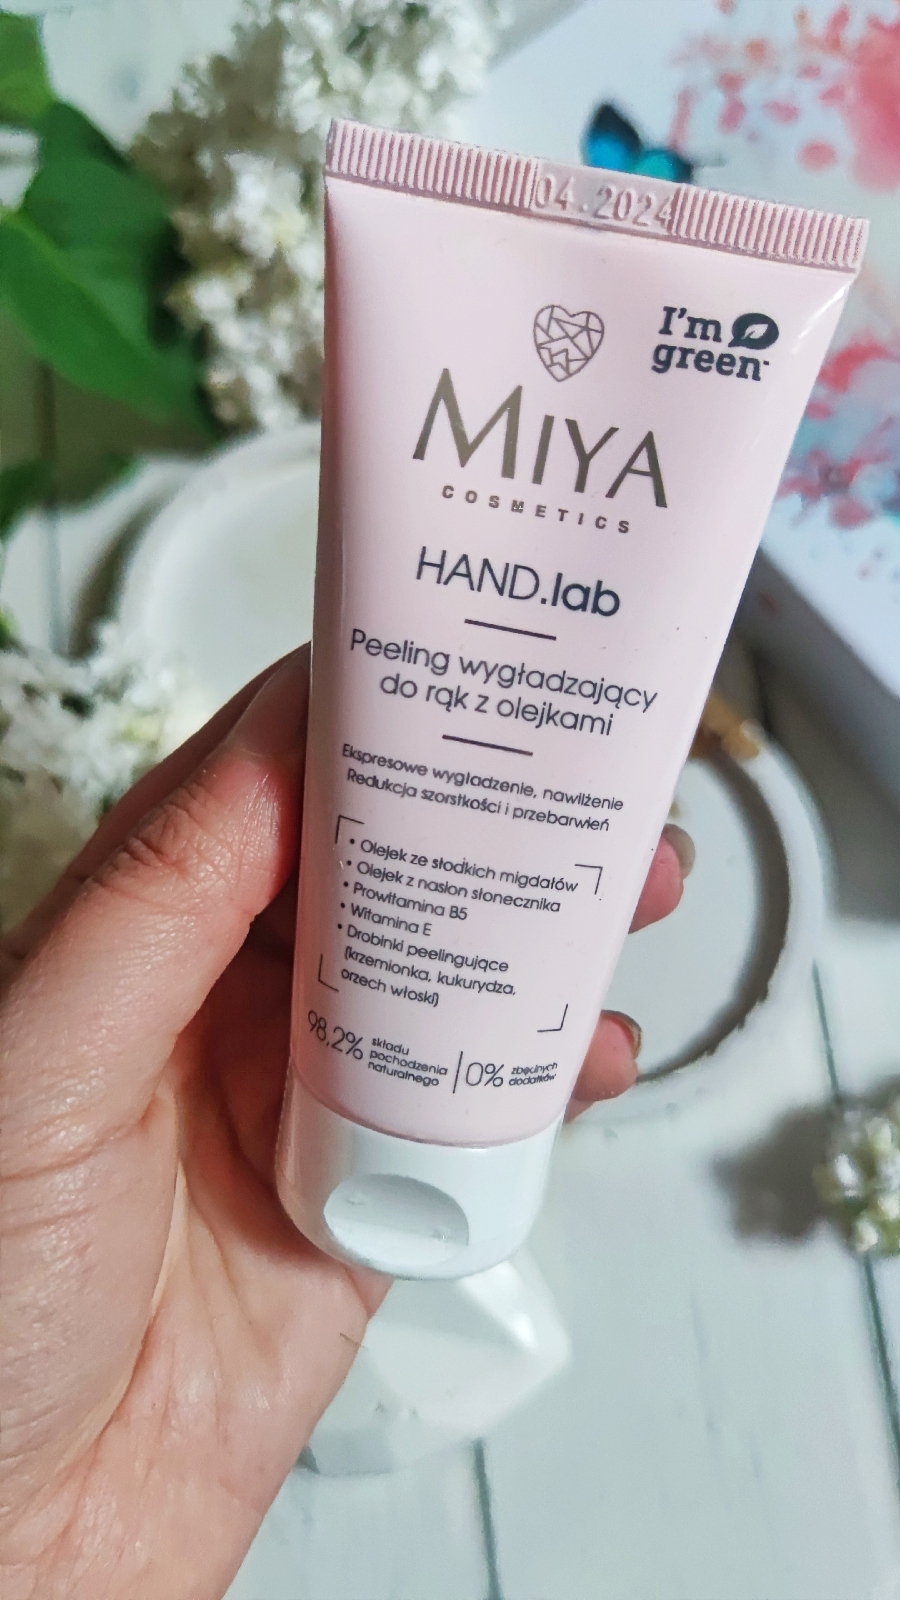 04.2024
I'm
green™
MIYA
COSMETICS
HAND.lab
Peeling wygładzający
do rąk z olejkami
Ekspresowe wygładzenie, nawilżenie
Redukcja szorstkości i przebarwień
• Olejek ze słodkich migdałów
• Olejek z nasion słonecznika
• Prowitamina B5
• Witamina E
• Drobinki peelingujące
(krzemionka, kukurydza,
orzech włoski)
98,2% składu
pochodzenia
naturalnego
0% zbędnych
dodatków